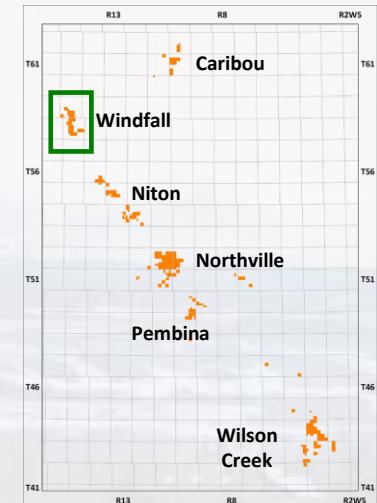 R13 R8 R2W5
T61 Caribou T61
Windfall
T56 T56
Niton
Northville
T51 T51
Pembina
T46 T46
Wilson
Creek
T41 T41
R13 R8 R2W5